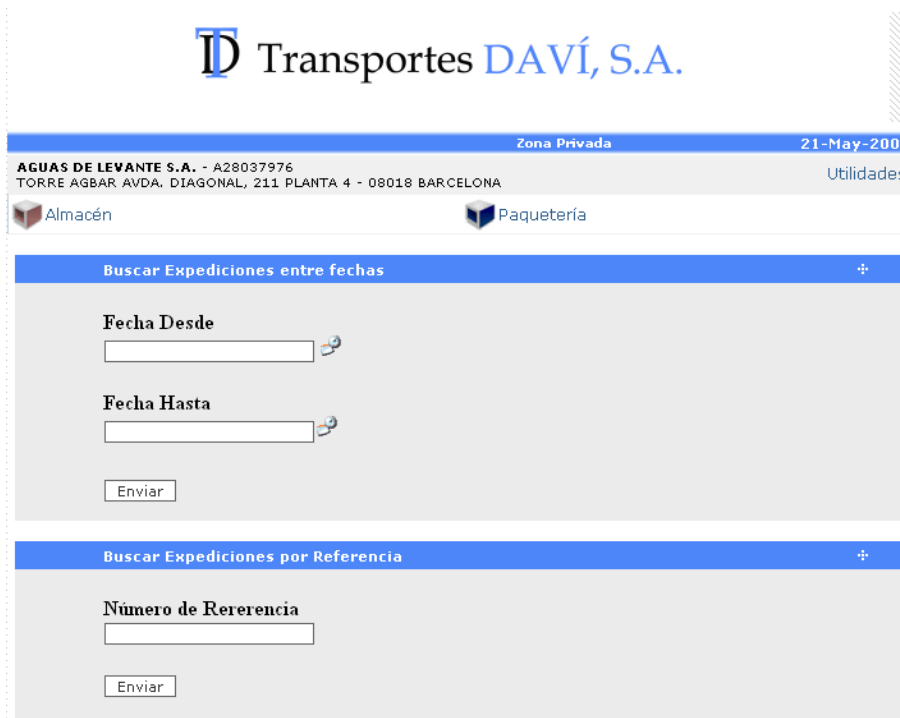 TD Transportes DAVÍ, S.A.
Zona Privada 21-May-200
AGUAS DE LEVANTE S.A. - A28037976
TORRE AGBAR AVDA. DIAGONAL, 211 PLANTA 4 - 08018 BARCELONA
Utilidades
Almacén Paquetería
Buscar Expediciones entre fechas
Fecha Desde
Fecha Hasta
Enviar
Buscar Expediciones por Referencia
Número de Rererencia
Enviar